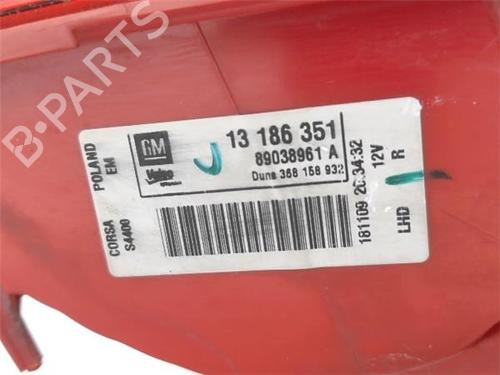 GM
Valeo
13 186 351
89038961 A
Duns 368 158 932
CORSA POLAND
S4400 EM
181109 20:34:32
12V
LHD R
B-PARTS